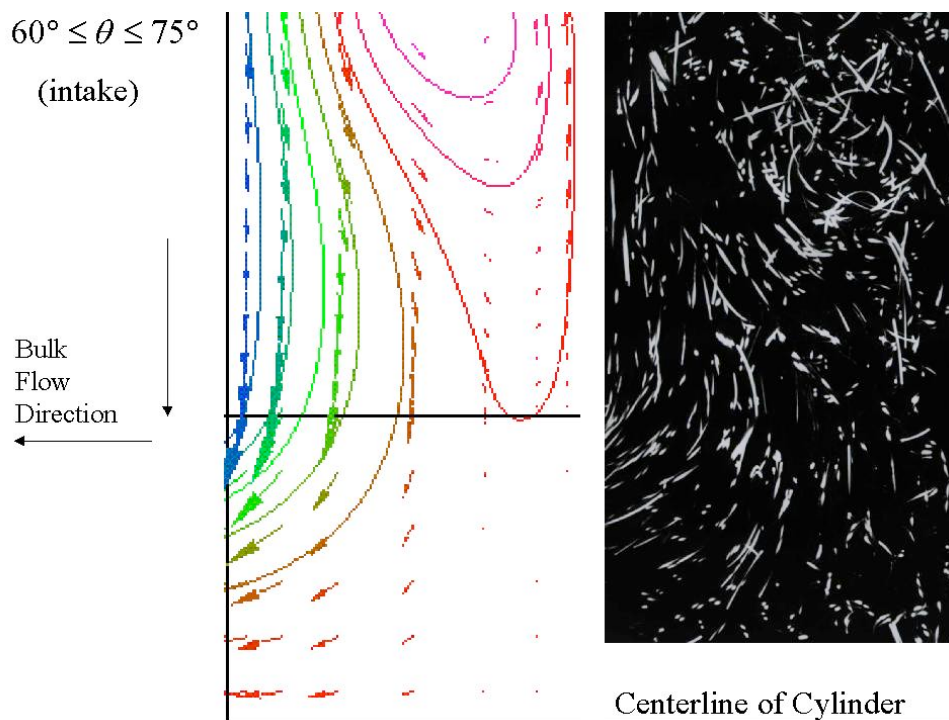 60° ≤ θ ≤ 75°
(intake)
Bulk
Flow
Direction
Centerline of Cylinder